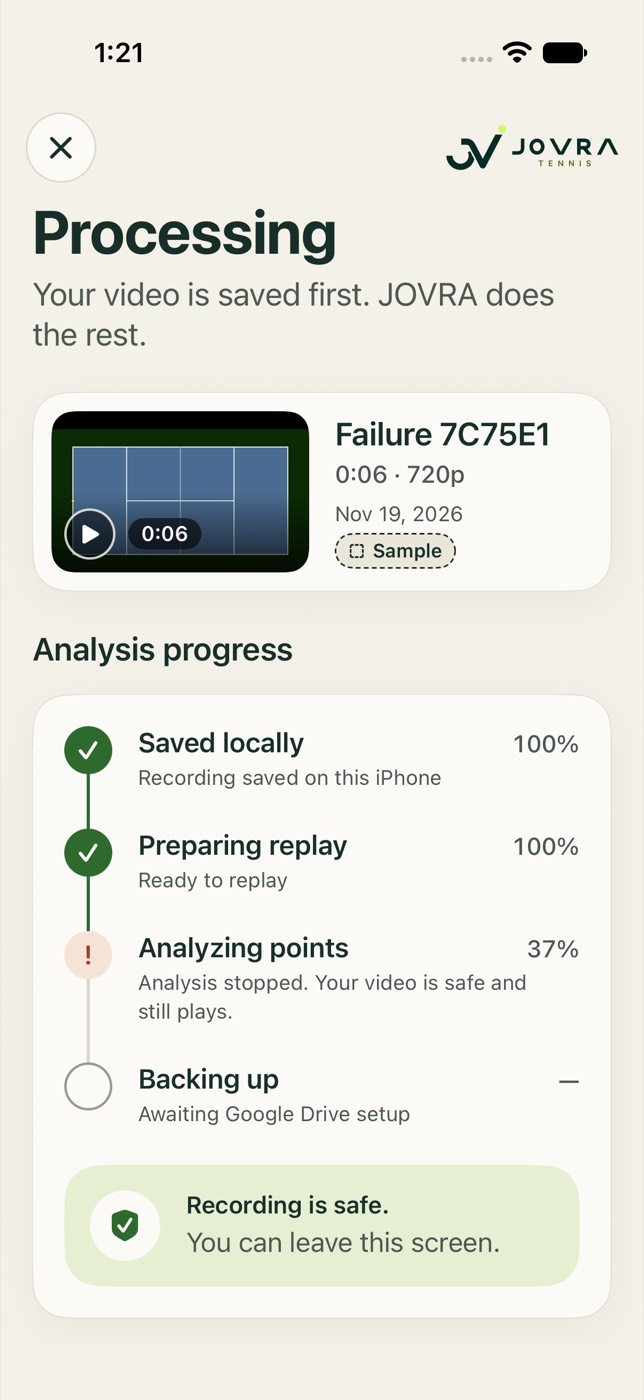 1:21
JOVRA
TENNIS
Processing
Your video is saved first. JOVRA does
the rest.
0:06
Failure 7C75E1
0:06 · 720p
Nov 19, 2026
Sample
Analysis progress
Saved locally 100%
Recording saved on this iPhone
Preparing replay 100%
Ready to replay
Analyzing points 37%
Analysis stopped. Your video is safe and
still plays.
Backing up —
Awaiting Google Drive setup
Recording is safe.
You can leave this screen.